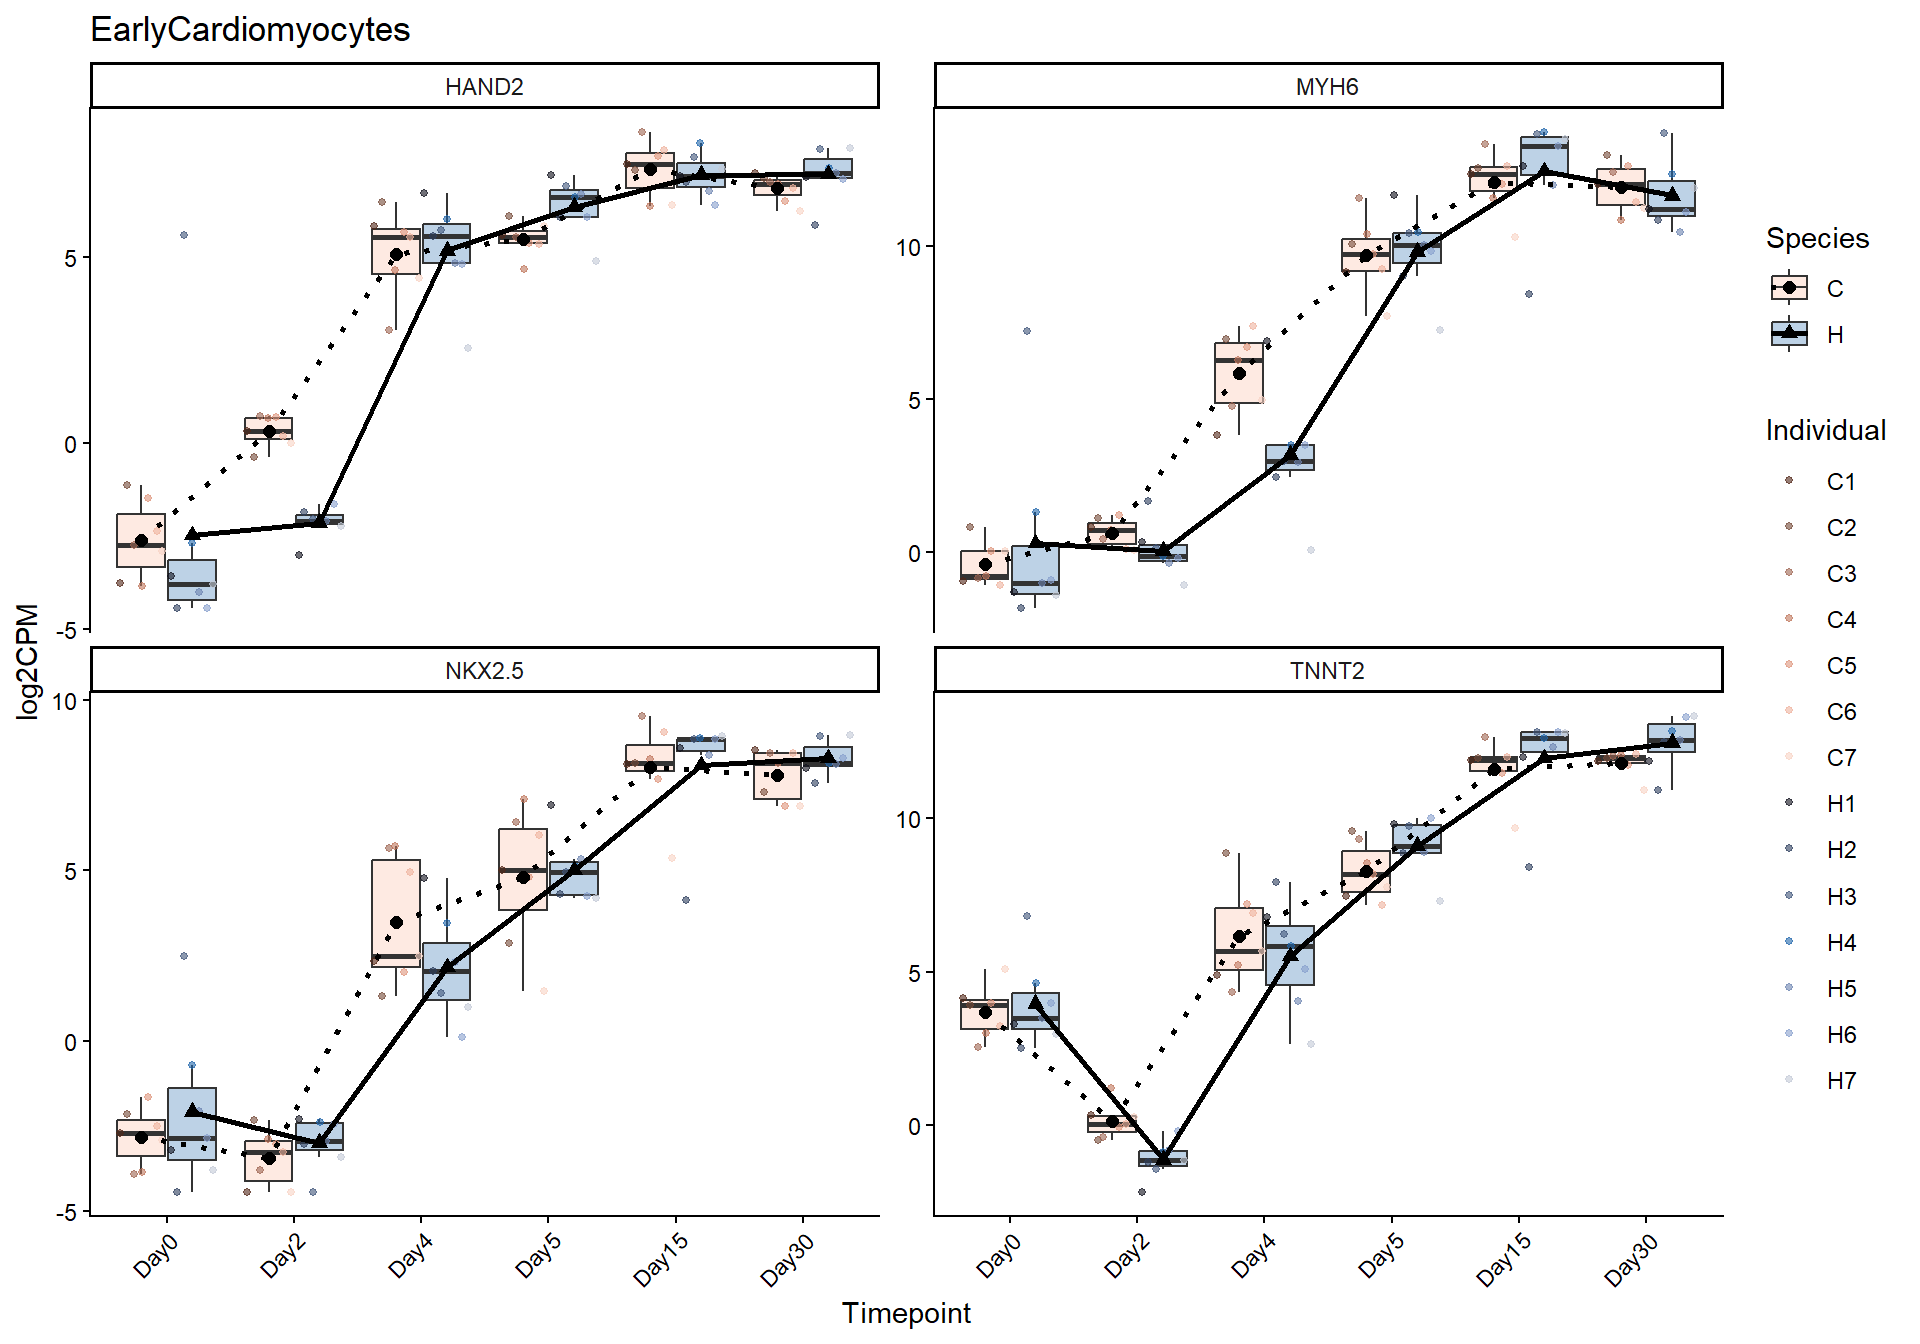 EarlyCardiomyocytes
HAND2
MYH6
5
0
-5
10
5
0
NKX2.5
TNNT2
10
5
0
-5
10
5
0
Day0
Day2
Day4
Day5
Day15
Day30
Day0
Day2
Day4
Day5
Day15
Day30
Timepoint
log2CPM
Species
C
H
Individual
C1
C2
C3
C4
C5
C6
C7
H1
H2
H3
H4
H5
H6
H7